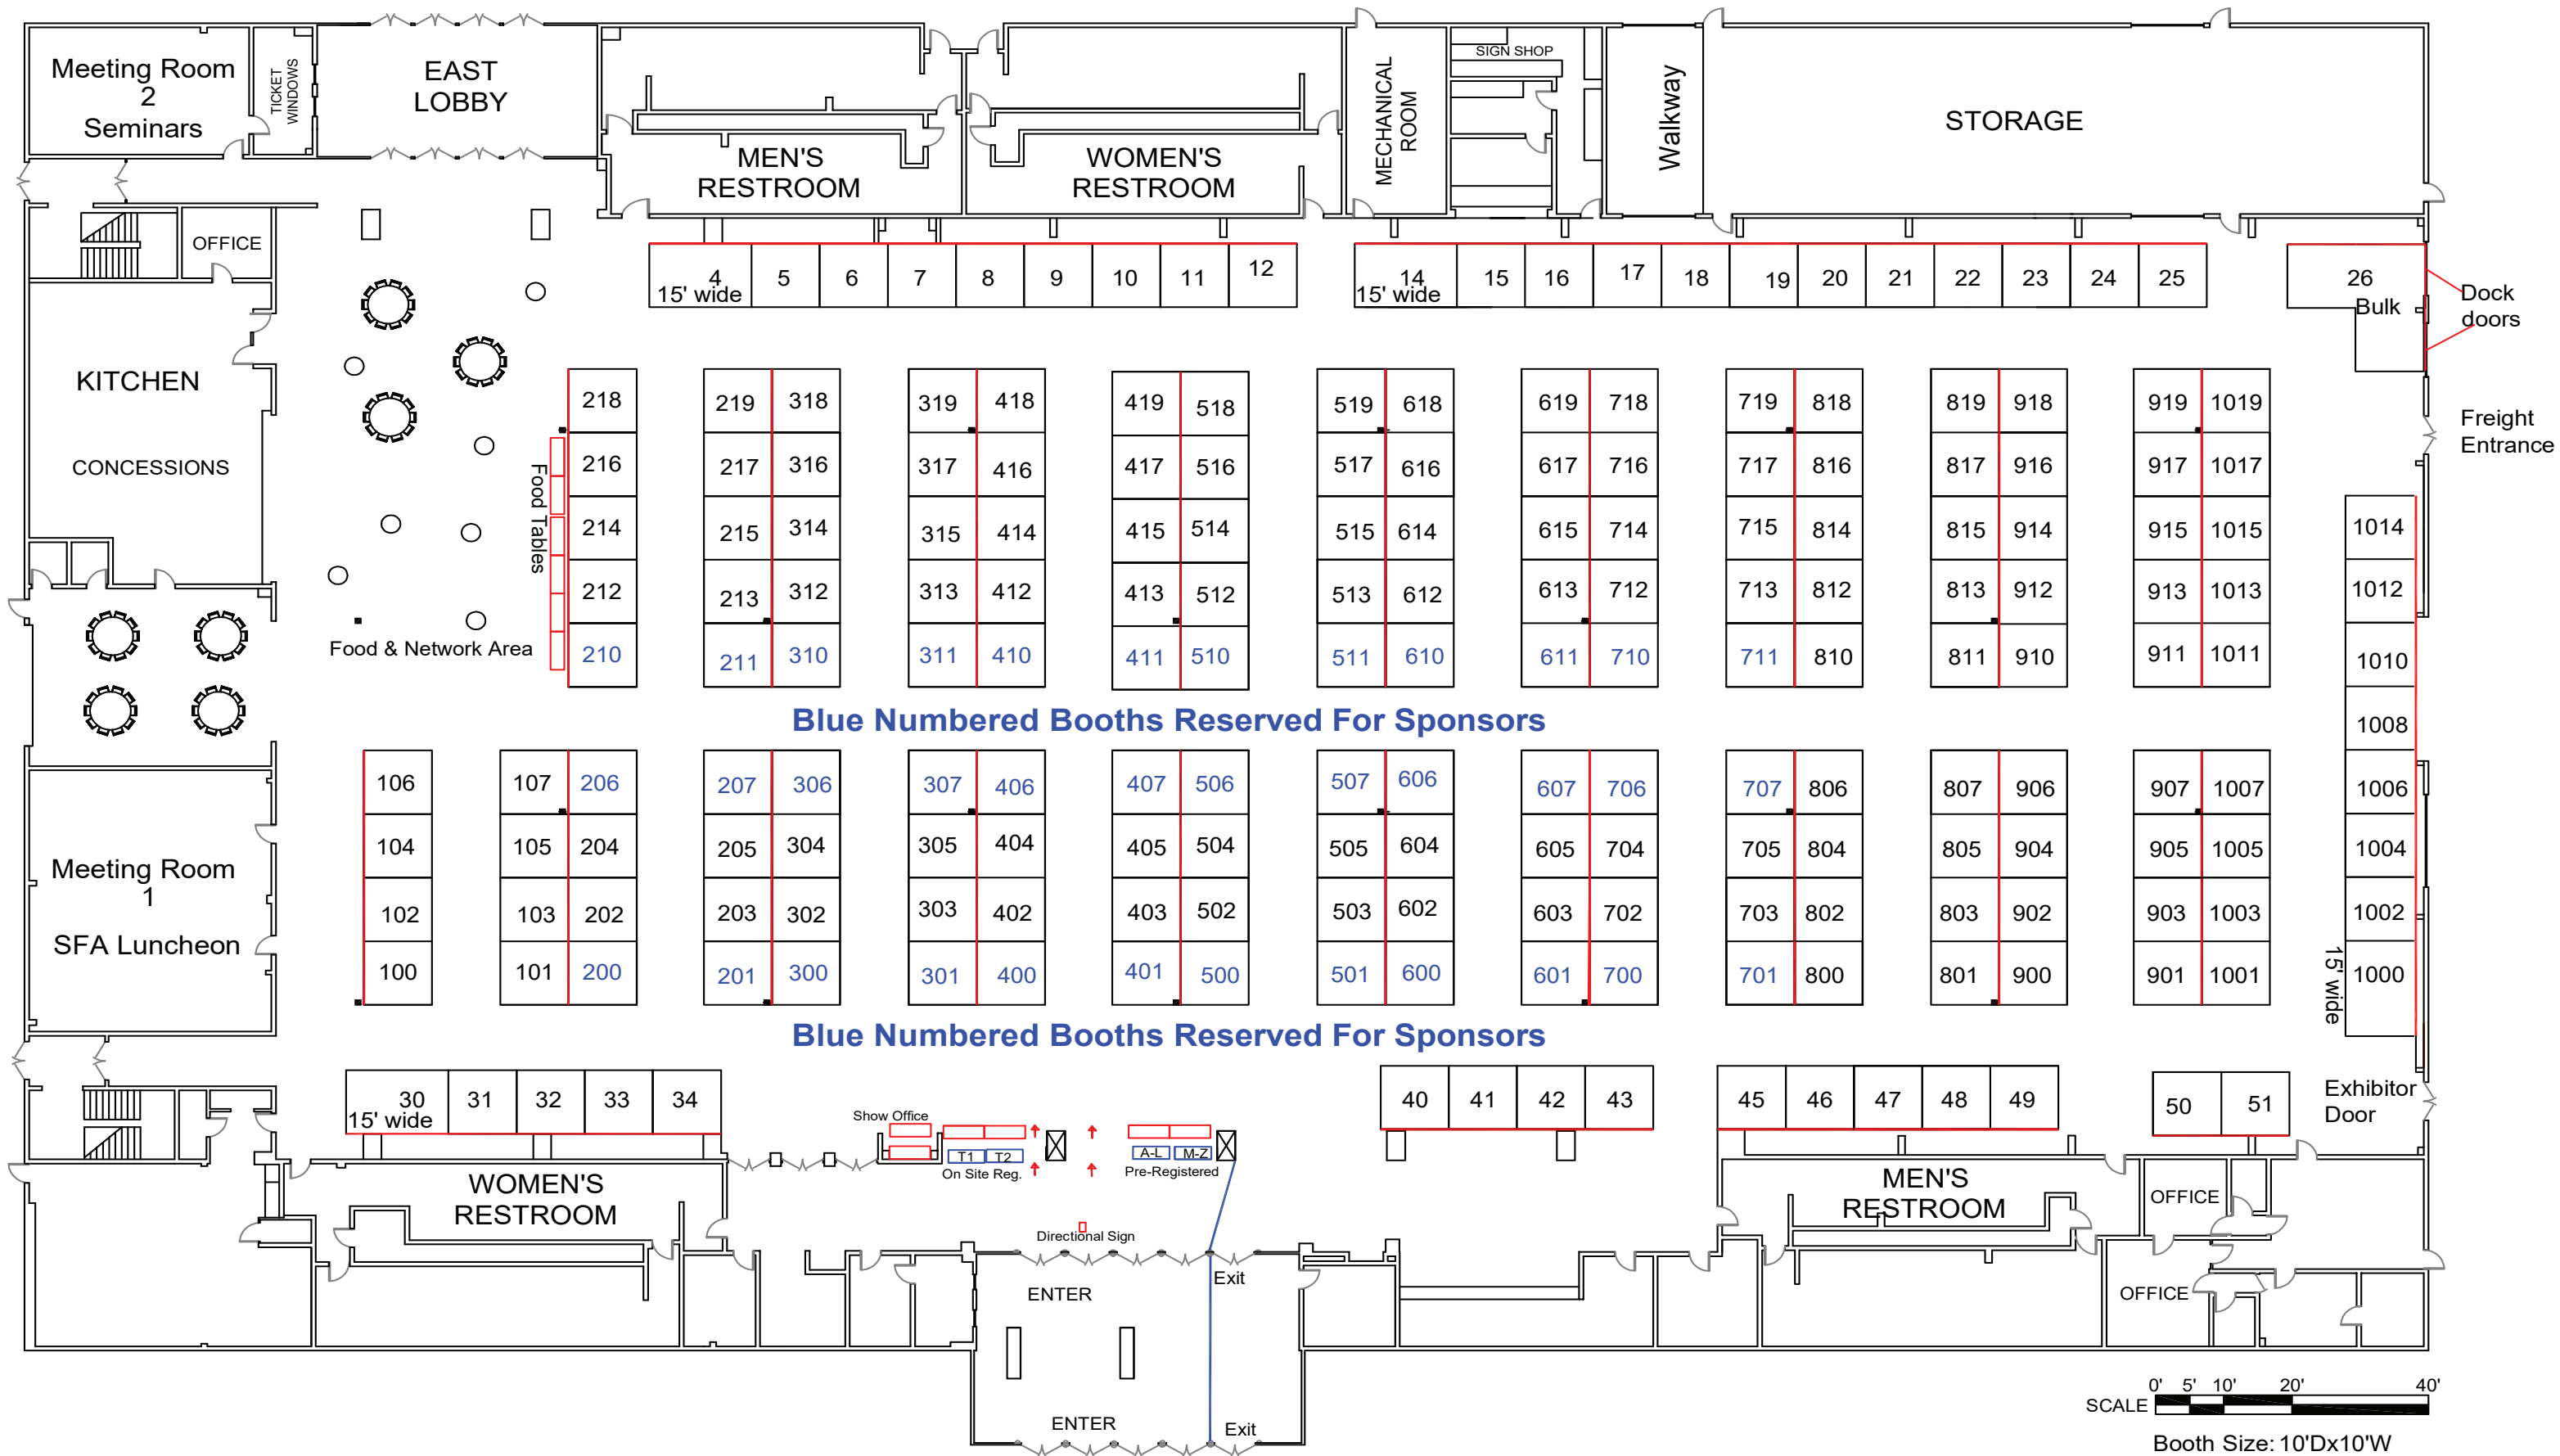 Meeting Room
2
Seminars
TICKET
WINDOWS
EAST
LOBBY
MEN'S
RESTROOM
WOMEN'S
RESTROOM
MECHANICAL
ROOM
SIGN SHOP
Walkway
STORAGE
OFFICE
4 5 6 7 8 9 10 11 12
15' wide
14 15 16 17 18 19 20 21 22 23 24 25
15' wide
26
Bulk
Dock
doors
KITCHEN
CONCESSIONS
Freight
Entrance
Food Tables
218 219 318 319 418 419 518 519 618 619 718 719 818 819 918 919 1019
216 217 316 317 416 417 516 517 616 617 716 717 816 817 916 917 1017
214 215 314 315 414 415 514 515 614 615 714 715 814 815 914 915 1015 1014
212 213 312 313 412 413 512 513 612 613 712 713 812 813 912 913 1013 1012
Food & Network Area
210 211 310 311 410 411 510 511 610 611 710 711 810 811 910 911 1011 1010
Blue Numbered Booths Reserved For Sponsors
1008
106 107 206 207 306 307 406 407 506 507 606 607 706 707 806 807 906 907 1007 1006
104 105 204 205 304 305 404 405 504 505 604 605 704 705 804 805 904 905 1005 1004
102 103 202 203 302 303 402 403 502 503 602 603 702 703 802 803 902 903 1003 1002
100 101 200 201 300 301 400 401 500 501 600 601 700 701 800 801 900 901 1001 1000
15' wide
Meeting Room
1
SFA Luncheon
Blue Numbered Booths Reserved For Sponsors
30 31 32 33 34
15' wide
40 41 42 43
45 46 47 48 49
50 51
Exhibitor
Door
Show Office
T1 T2
On Site Reg.
A-L M-Z
Pre-Registered
Directional Sign
WOMEN'S
RESTROOM
MEN'S
RESTROOM
OFFICE
OFFICE
ENTER
Exit
ENTER
Exit
0' 5' 10' 20' 40'
SCALE
Booth Size: 10'Dx10'W